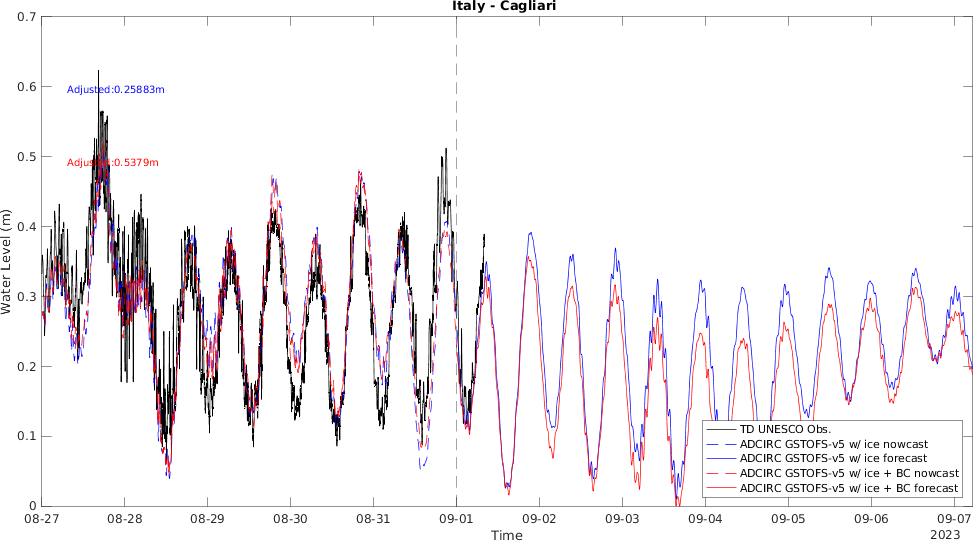 Italy - Cagliari
Water Level (m)
0.7
0.6
0.5
0.4
0.3
0.2
0.1
0
Adjusted:0.25883m
Adjusted:0.5379m
TD UNESCO Obs.
ADCIRC GSTOFS-v5 w/ ice nowcast
ADCIRC GSTOFS-v5 w/ ice forecast
ADCIRC GSTOFS-v5 w/ ice + BC nowcast
ADCIRC GSTOFS-v5 w/ ice + BC forecast
08-27 08-28 08-29 08-30 08-31 09-01 09-02 09-03 09-04 09-05 09-06 09-07
Time
2023